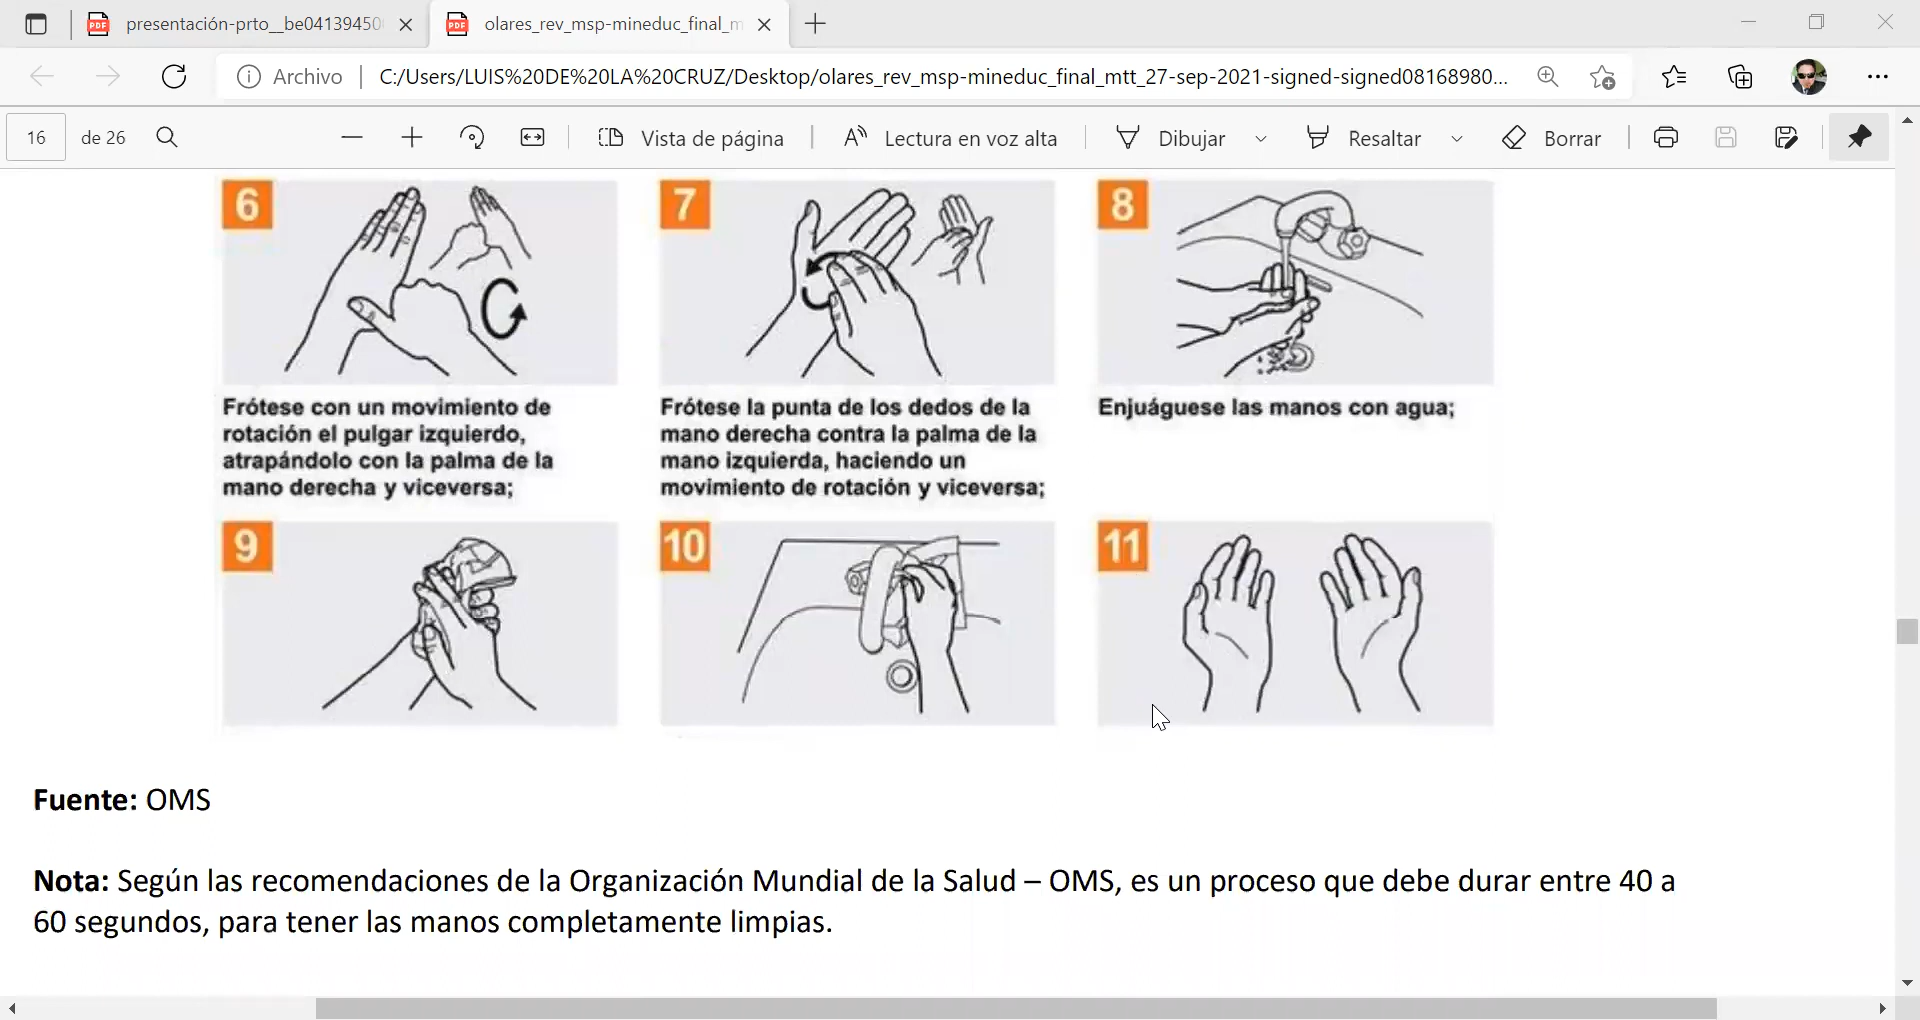 presentación-prto__be04139450
olares_rev_msp-mineduc_final_m
Archivo
C:/Users/LUIS%20DE%20LA%20CRUZ/Desktop/olares_rev_msp-mineduc_final_mtt_27-sep-2021-signed-signed08168980...
16 de 26
Vista de página
Lectura en voz alta
Dibujar
Resaltar
Borrar
6
7
8
Frótese con un movimiento de
rotación el pulgar izquierdo,
atrapándolo con la palma de la
mano derecha y viceversa;
Frótese la punta de los dedos de la
mano derecha contra la palma de la
mano izquierda, haciendo un
movimiento de rotación y viceversa;
Enjuáguese las manos con agua;
9
10
11
Fuente: OMS
Nota: Según las recomendaciones de la Organización Mundial de la Salud – OMS, es un proceso que debe durar entre 40 a
60 segundos, para tener las manos completamente limpias.